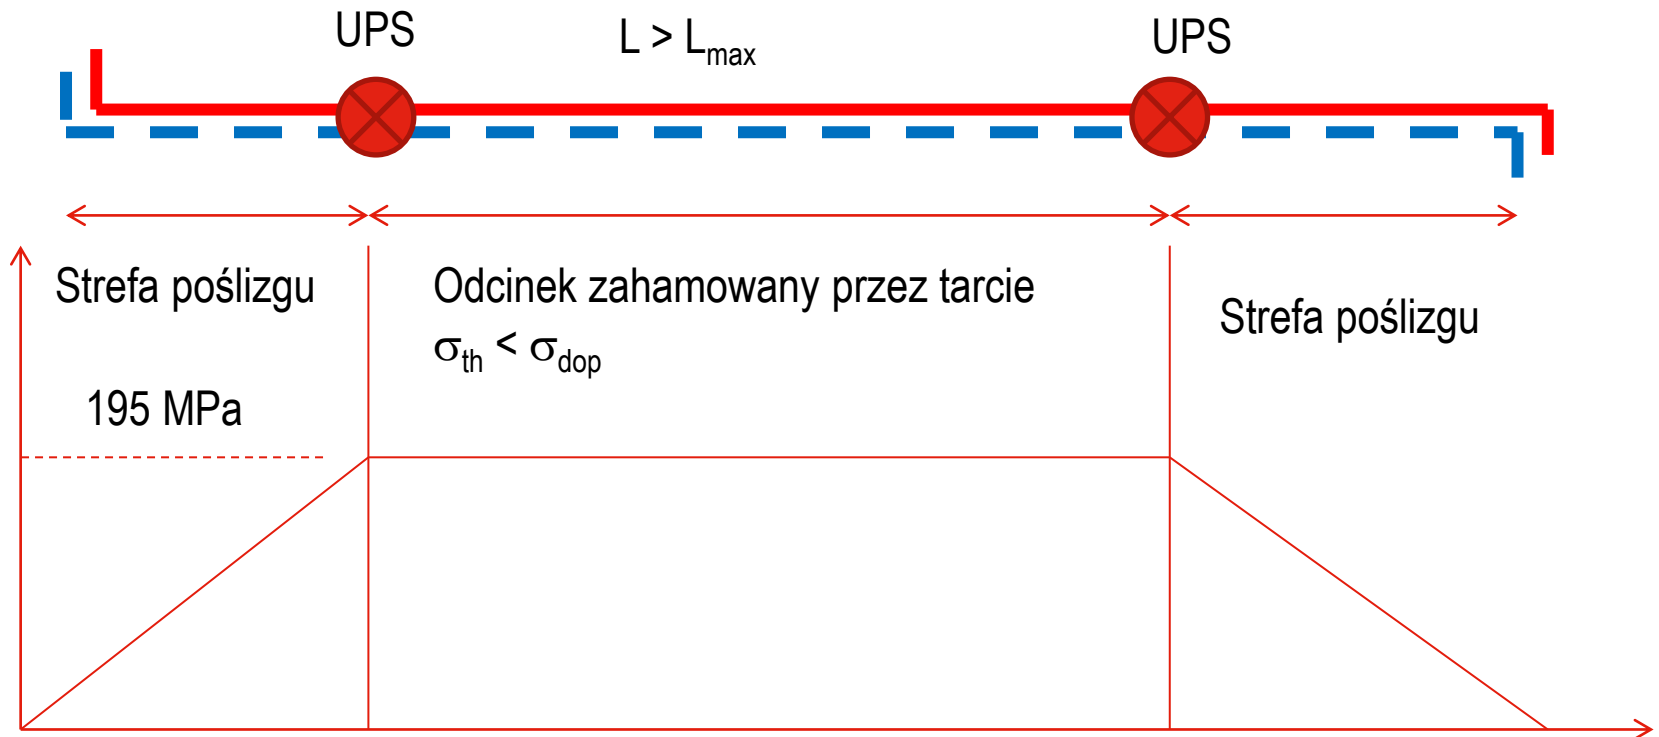 UPS
L > Lmax
UPS
Strefa poślizgu
Odcinek zahamowany przez tarcie
σth < σdop
Strefa poślizgu
195 MPa